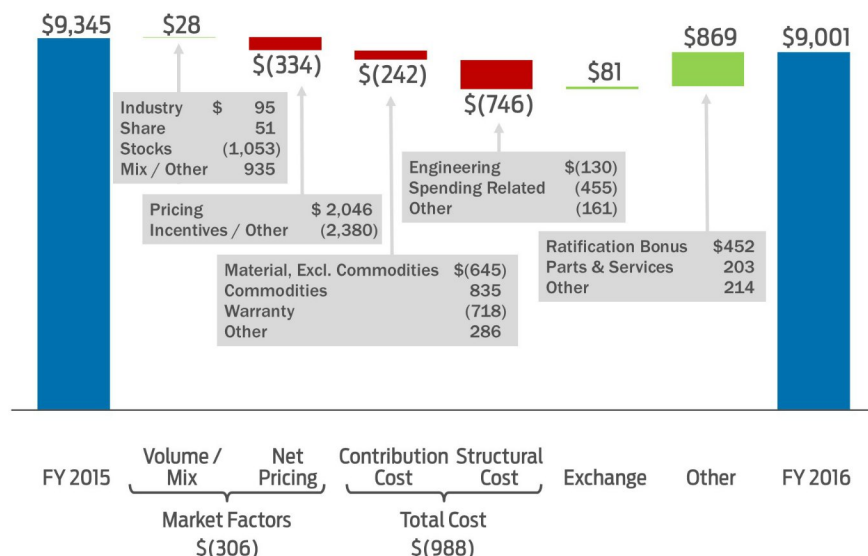 $9,345
$28
$(334)
$(242)
$(746)
$81
$869
$9,001
Industry $ 95
Share 51
Stocks (1,053)
Mix / Other 935
Pricing $ 2,046
Incentives / Other (2,380)
Material, Excl. Commodities $(645)
Commodities 835
Warranty (718)
Other 286
Engineering $(130)
Spending Related (455)
Other (161)
Ratification Bonus $452
Parts & Services 203
Other 214
FY 2015
Volume /
Mix
Net
Pricing
Contribution
Cost
Structural
Cost
Exchange
Other
FY 2016
Market Factors
$(306)
Total Cost
$(988)